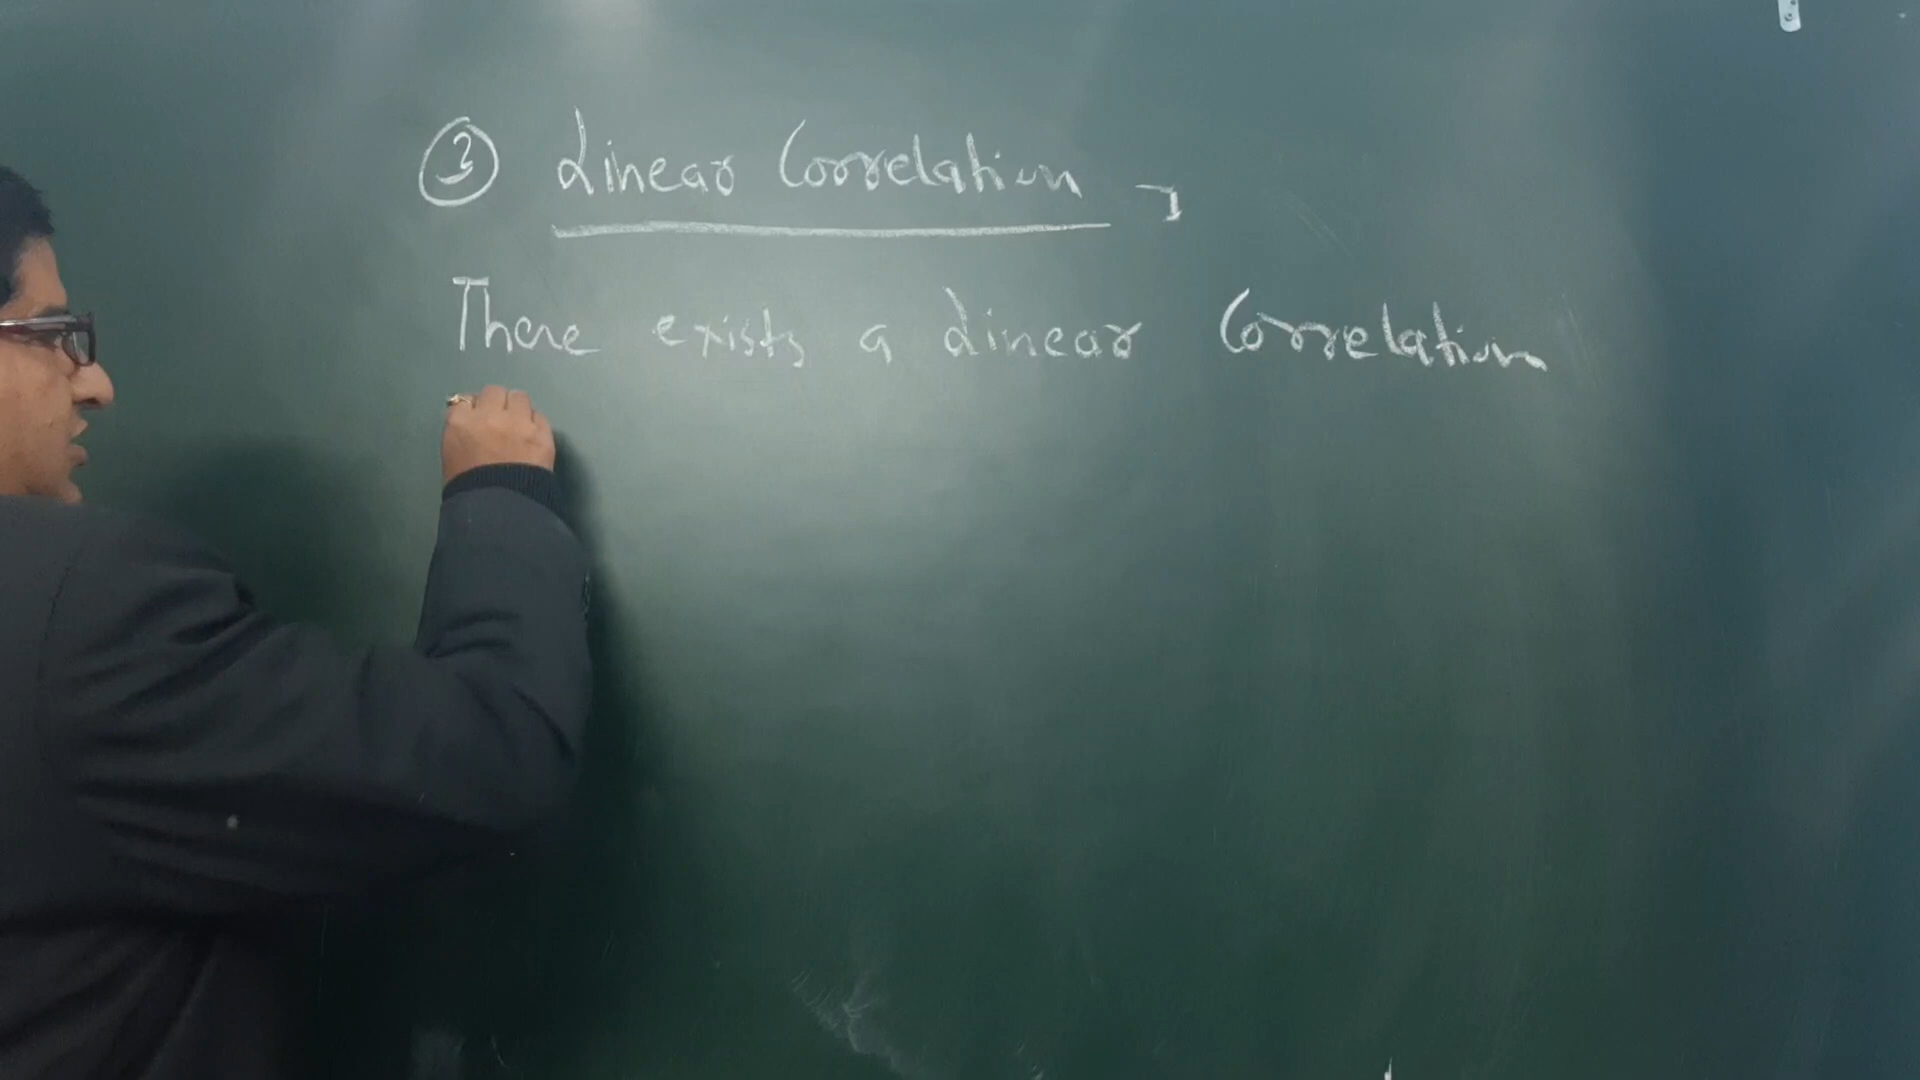 ③ Linear Correlation →
There exists a Linear Correlation